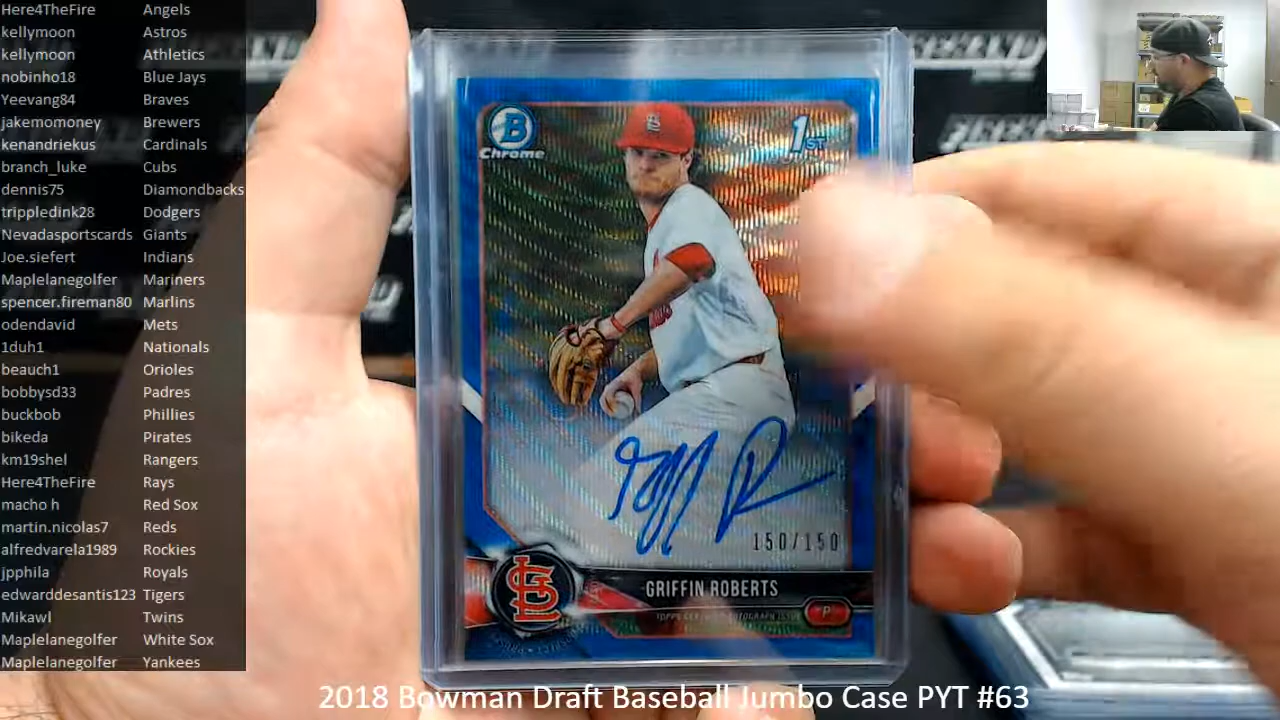 Here4TheFire Angels
kellymoon Astros
kellymoon Athletics
nobinho18 Blue Jays
Yeevang84 Braves
jakemomoney Brewers
kenandriekus Cardinals
branch_luke Cubs
dennis75 Diamondbacks
trippledink28 Dodgers
Nevadasportscards Giants
Joe.siefert Indians
Maplelanegolfer Mariners
spencer.fireman80 Marlins
odendavid Mets
1duh1 Nationals
beauch1 Orioles
bobbysd33 Padres
buckbob Phillies
bikeda Pirates
km19shel Rangers
Here4TheFire Rays
macho h Red Sox
martin.nicolas7 Reds
alfredvarela1989 Rockies
jpphila Royals
edwarddesantis123 Tigers
Mikawl Twins
Maplelanegolfer White Sox
Maplelanegolfer Yankees
B
Chrome
1ST
150/150
GRIFFIN ROBERTS
P
2018 Bowman Draft Baseball Jumbo Case PYT #63